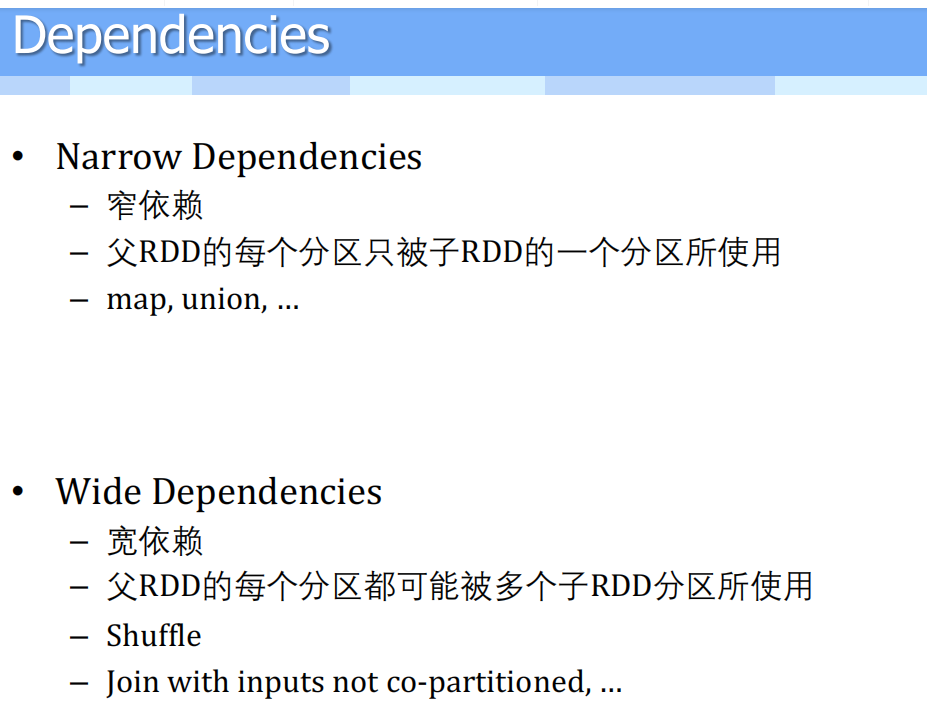 Dependencies
• Narrow Dependencies
– 窄依赖
– 父RDD的每个分区只被子RDD的一个分区所使用
– map, union, …
• Wide Dependencies
– 宽依赖
– 父RDD的每个分区都可能被多个子RDD分区所使用
– Shuffle
– Join with inputs not co-partitioned, …